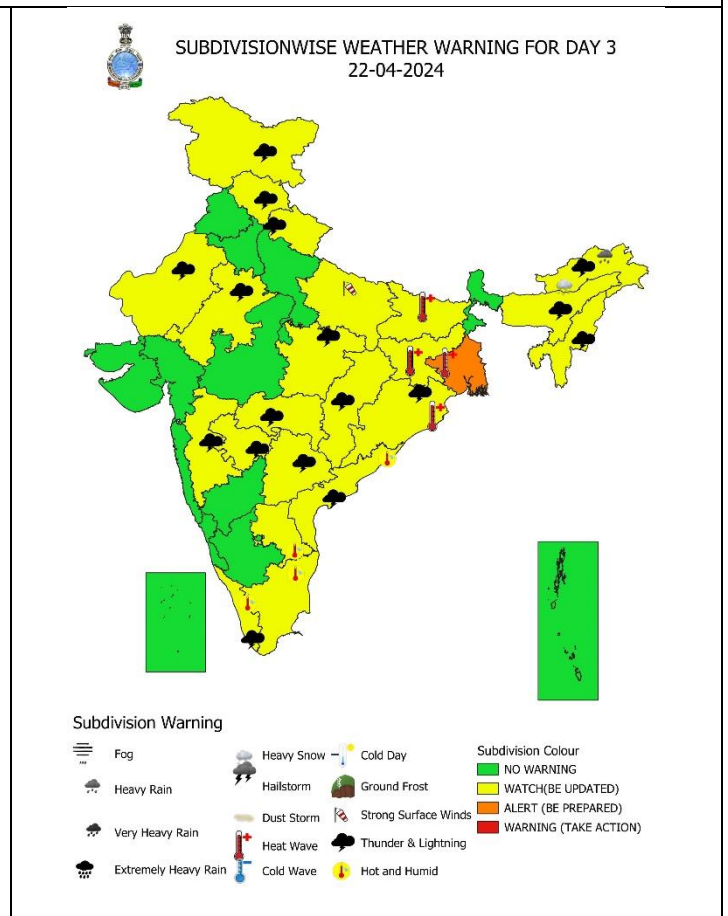 SUBDIVISIONWISE WEATHER WARNING FOR DAY 3
22-04-2024
Subdivision Warning
Fog
Heavy Rain
Very Heavy Rain
Extremely Heavy Rain
Heavy Snow
Hailstorm
Dust Storm
Heat Wave
Cold Wave
Cold Day
Ground Frost
Strong Surface Winds
Thunder & Lightning
Hot and Humid
Subdivision Colour
NO WARNING
WATCH(BE UPDATED)
ALERT (BE PREPARED)
WARNING (TAKE ACTION)